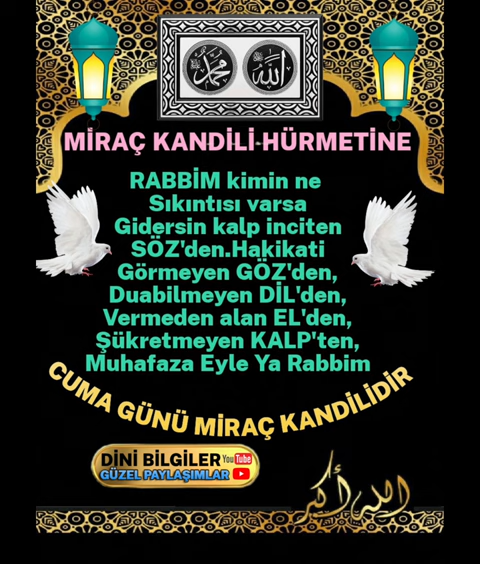 محمد
الله
MİRAÇ KANDİLİ HÜRMETİNE
RABBİM kimin ne
Sıkıntısı varsa
Gidersin kalp inciten
SÖZ'den.Hakikati
Görmeyen GÖZ'den,
Duabilmeyen DİL'den,
Vermeden alan EL'den,
Şükretmeyen KALP'ten,
Muhafaza Eyle Ya Rabbim
CUMA GÜNÜ MİRAÇ KANDİLİDİR
DİNİ BİLGİLER YouTube
GÜZEL PAYLAŞIMLAR
الله أكبر